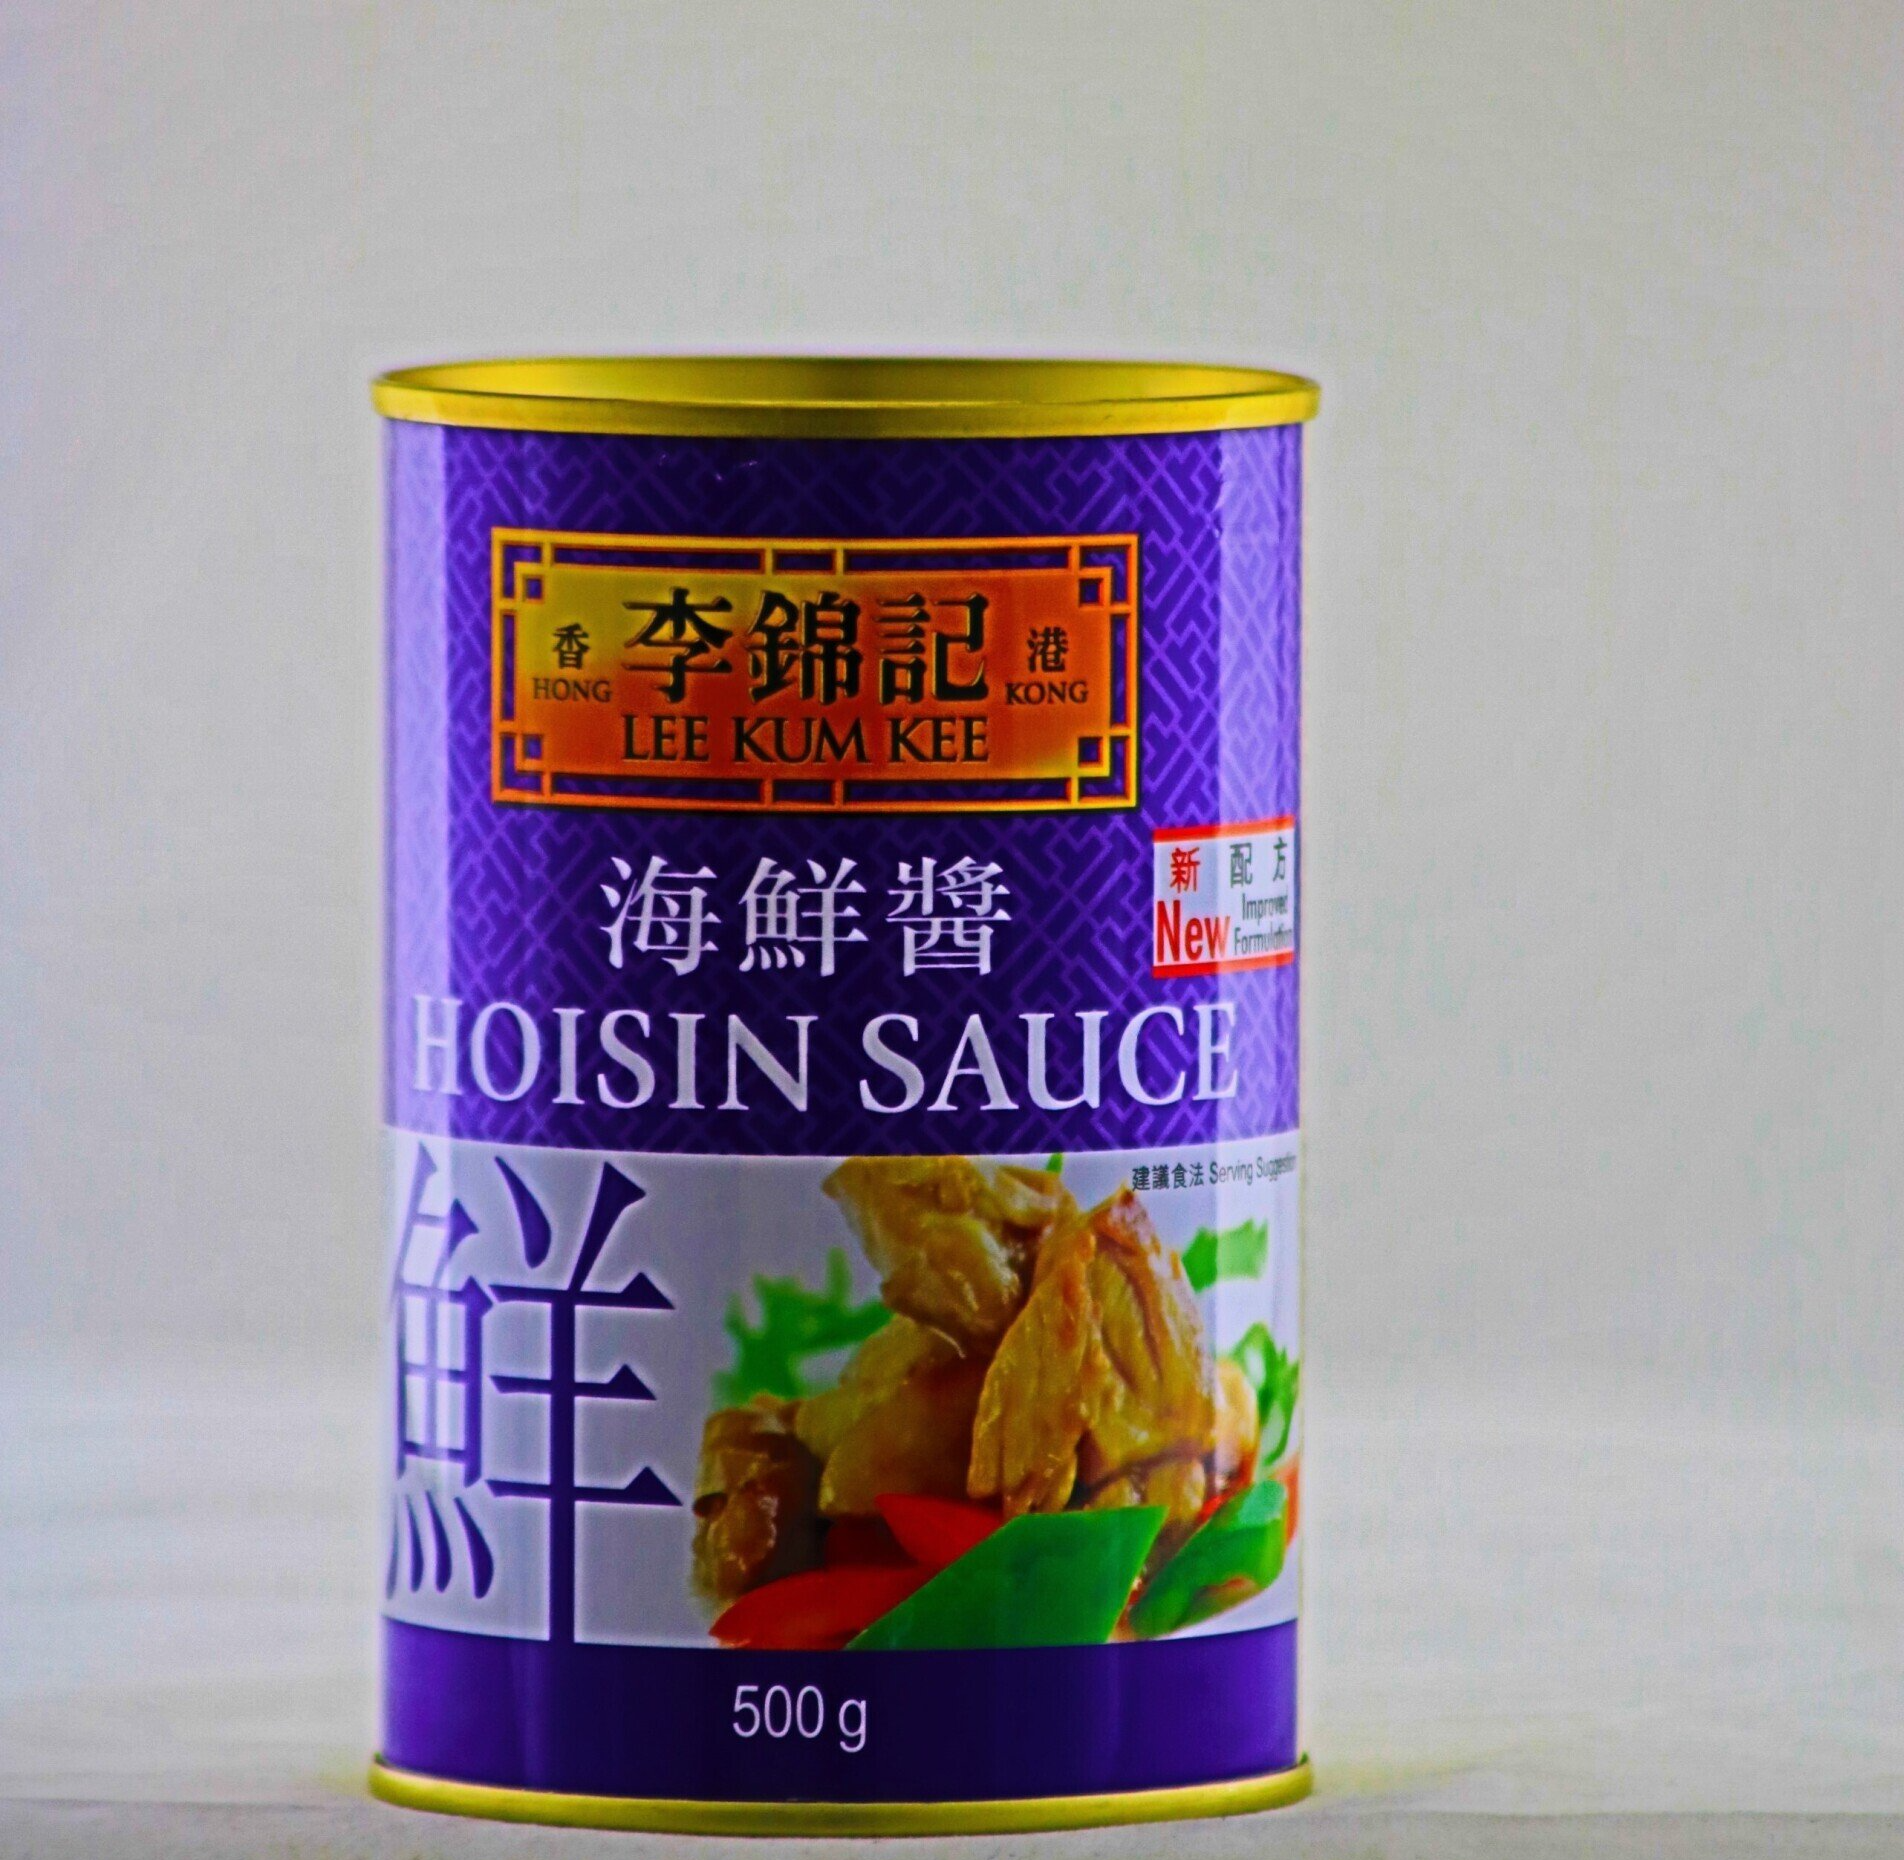 香 李錦記 港
HONG LEE KUM KEE KONG
海鮮醬
新配方
New Improved Formulation
HOISIN SAUCE
建議食法 Serving Suggestion
鮮
500 g